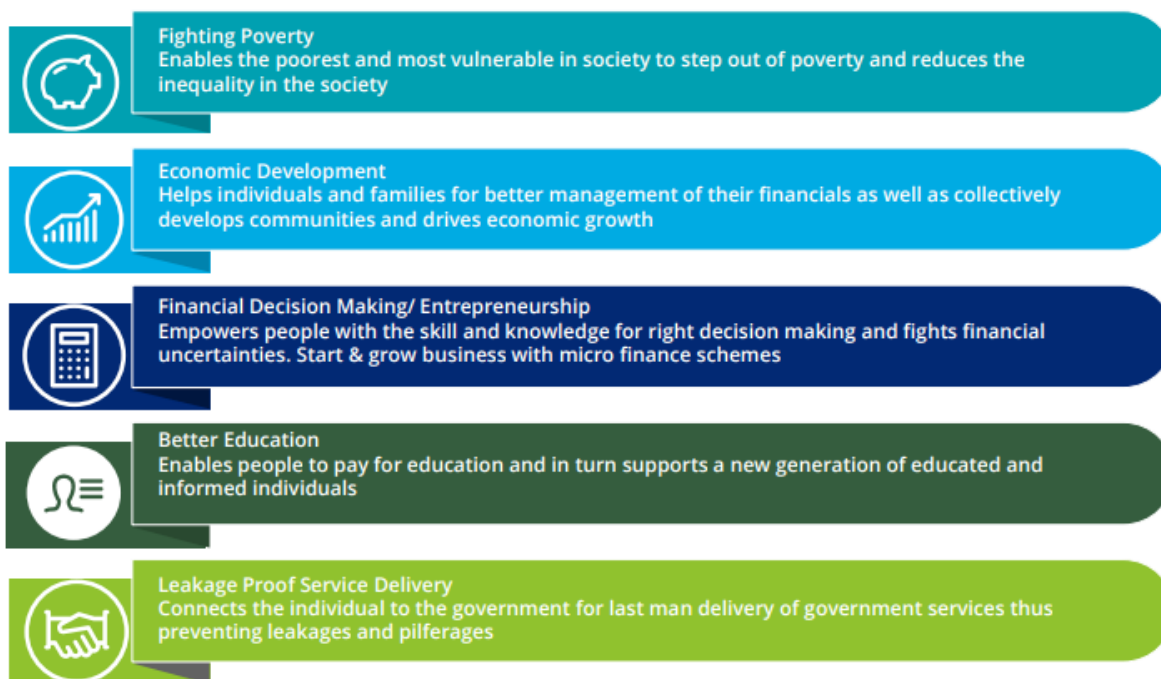 Fighting Poverty
Enables the poorest and most vulnerable in society to step out of poverty and reduces the
inequality in the society
Economic Development
Helps individuals and families for better management of their financials as well as collectively
develops communities and drives economic growth
Financial Decision Making/ Entrepreneurship
Empowers people with the skill and knowledge for right decision making and fights financial
uncertainties. Start & grow business with micro finance schemes
Better Education
Enables people to pay for education and in turn supports a new generation of educated and
informed individuals
Leakage Proof Service Delivery
Connects the individual to the government for last man delivery of government services thus
preventing leakages and pilferages